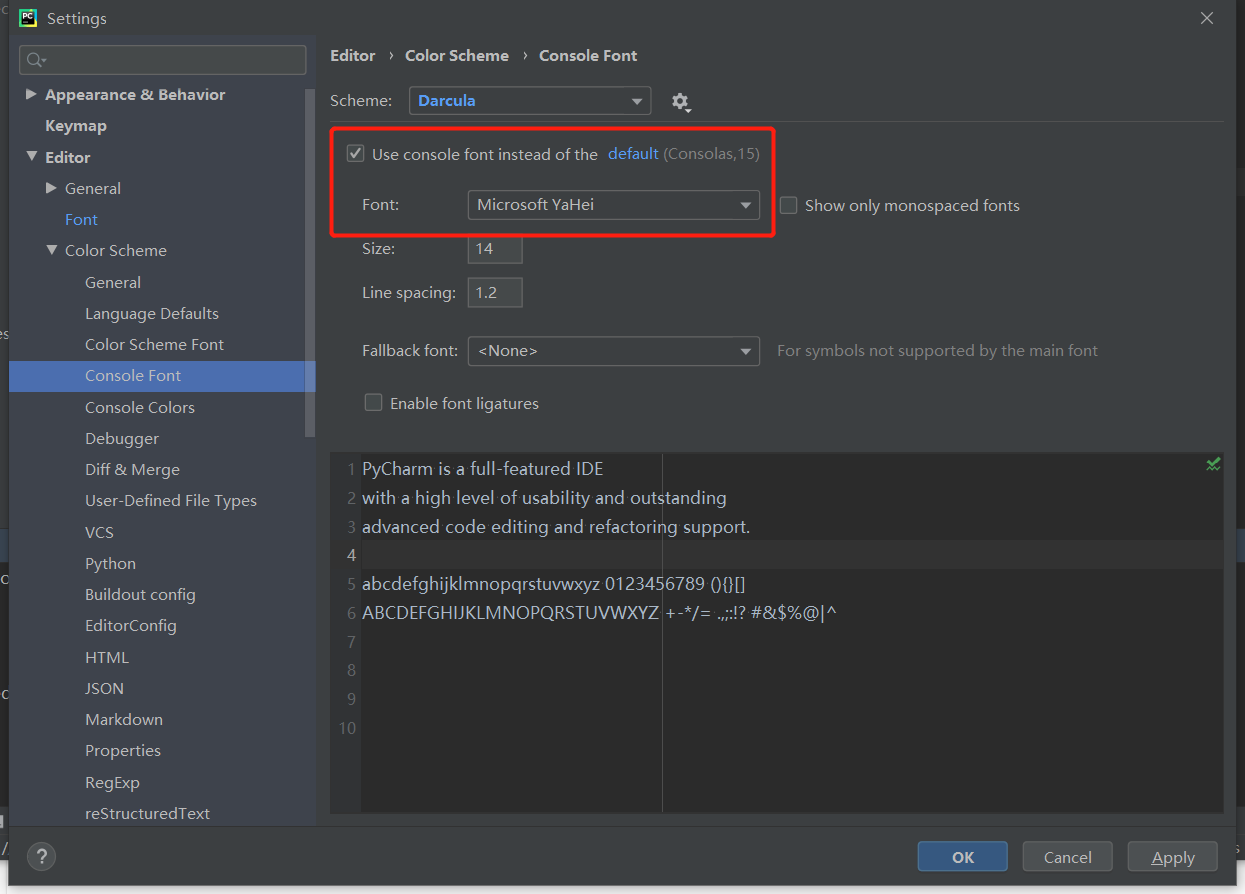 PC
Settings
Editor › Color Scheme › Console Font
Appearance & Behavior
Keymap
Editor
General
Font
Color Scheme
General
Language Defaults
Color Scheme Font
Console Font
Console Colors
Debugger
Diff & Merge
User-Defined File Types
VCS
Python
Buildout config
EditorConfig
HTML
JSON
Markdown
Properties
RegExp
reStructuredText
Scheme: Darcula
Use console font instead of the default (Consolas,15)
Font: Microsoft YaHei
Show only monospaced fonts
Size: 14
Line spacing: 1.2
Fallback font: <None> For symbols not supported by the main font
Enable font ligatures
1 PyCharm is a full-featured IDE
2 with a high level of usability and outstanding
3 advanced code editing and refactoring support.
4
5 abcdefghijklmnopqrstuvwxyz 0123456789 (){}[]
6 ABCDEFGHIJKLMNOPQRSTUVWXYZ +-*/= .,;:!? #&$%@|^
7
8
9
10
?
OK
Cancel
Apply